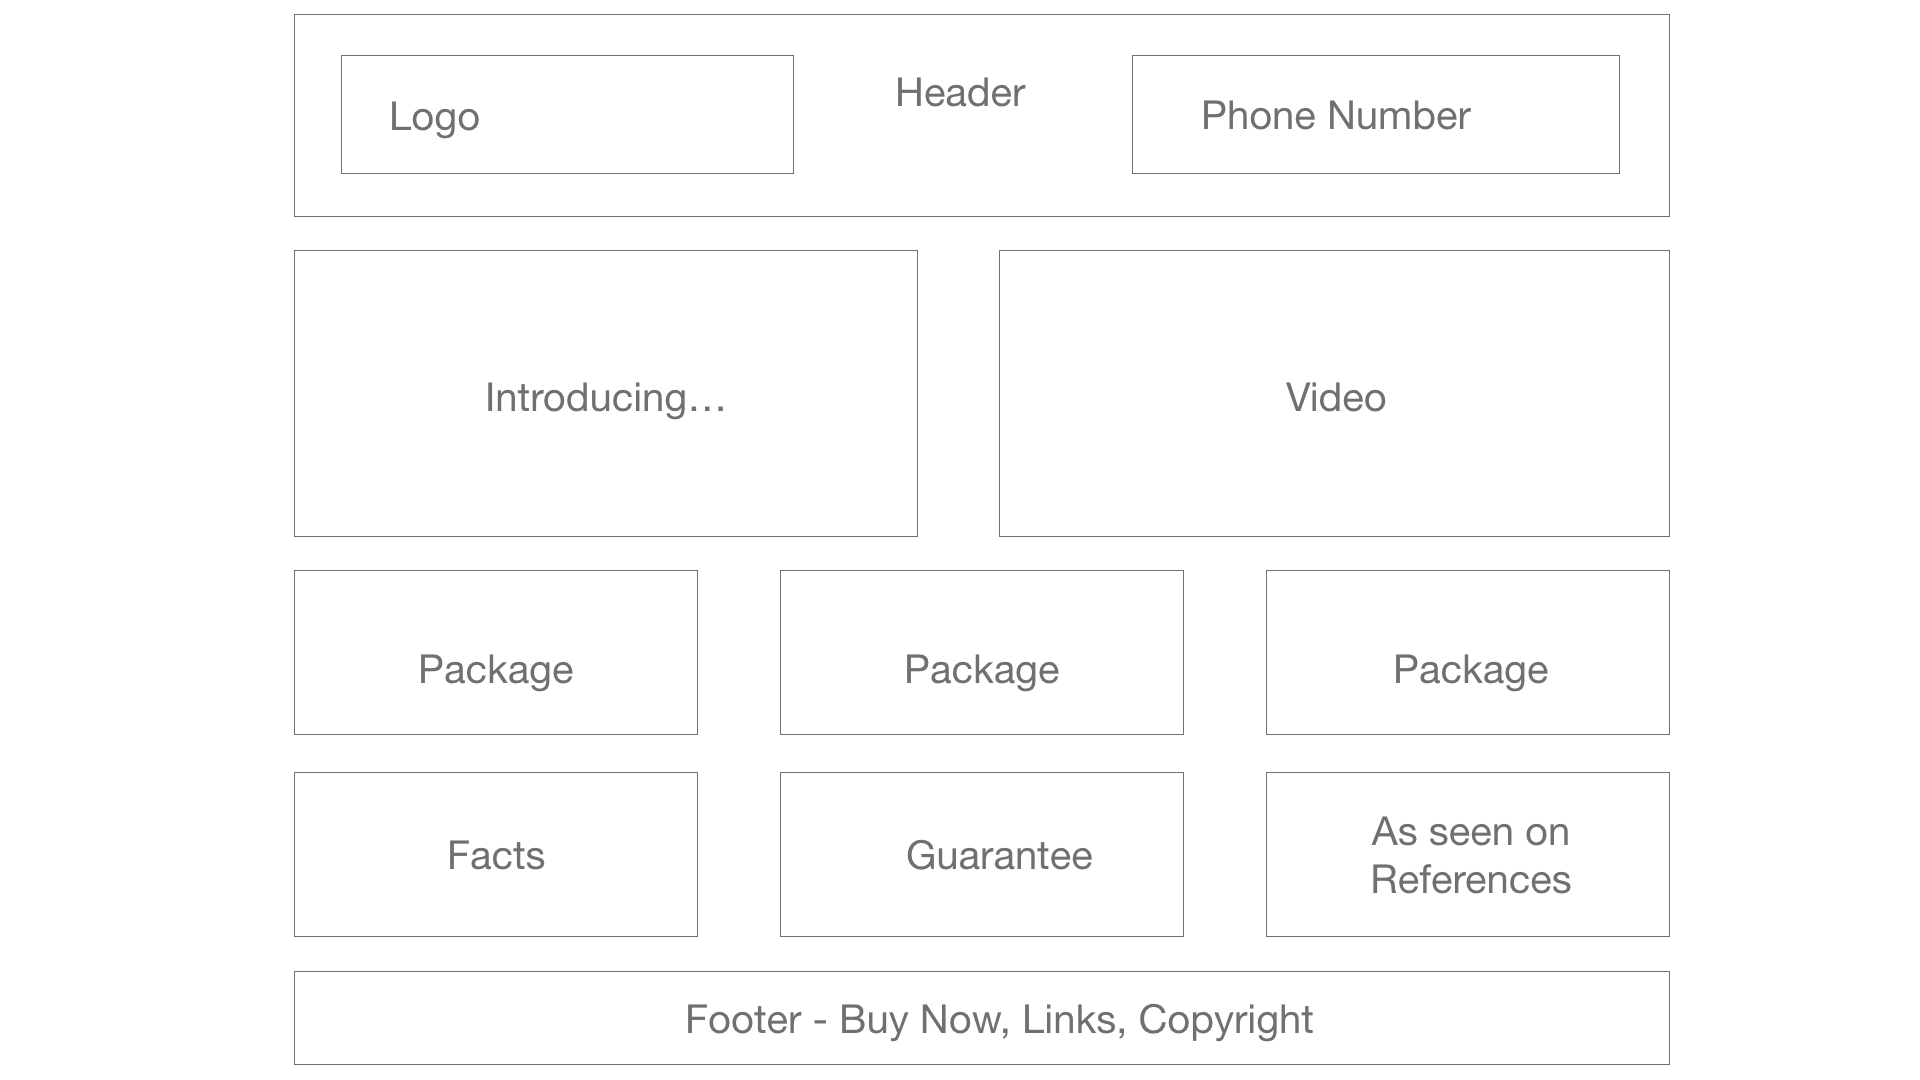 Logo
Header
Phone Number
Introducing…
Video
Package
Package
Package
Facts
Guarantee
As seen on
References
Footer - Buy Now, Links, Copyright